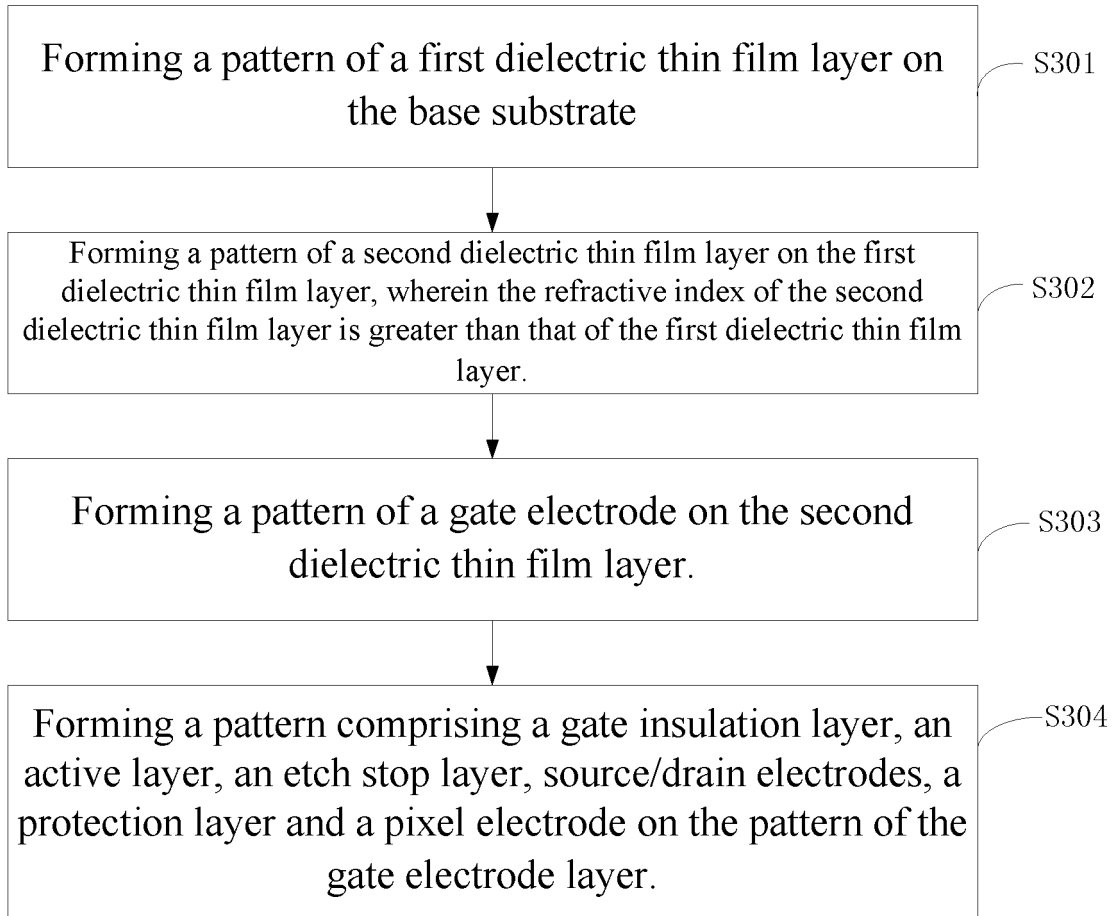 Forming a pattern of a first dielectric thin film layer on
the base substrate
S301
Forming a pattern of a second dielectric thin film layer on the first
dielectric thin film layer, wherein the refractive index of the second
dielectric thin film layer is greater than that of the first dielectric thin film
layer.
S302
Forming a pattern of a gate electrode on the second
dielectric thin film layer.
S303
Forming a pattern comprising a gate insulation layer, an
active layer, an etch stop layer, source/drain electrodes, a
protection layer and a pixel electrode on the pattern of the
gate electrode layer.
S304